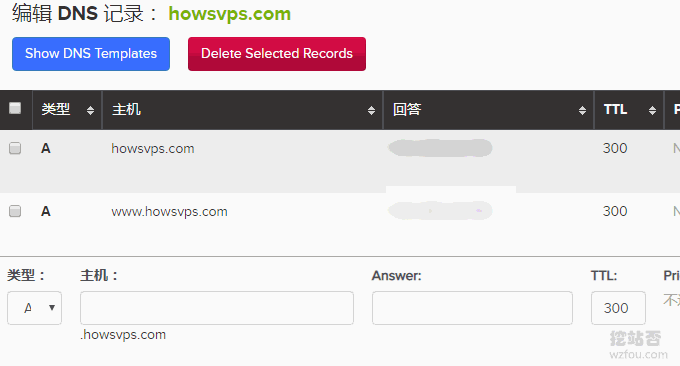 编辑 DNS 记录： howsvps.com
Show DNS Templates Delete Selected Records
类型 主机 回答 TTL
A howsvps.com 300
A www.howsvps.com 300
类型： 主机： Answer: TTL: Pri
A 300 不
.howsvps.com
挖站否
wzfou.com